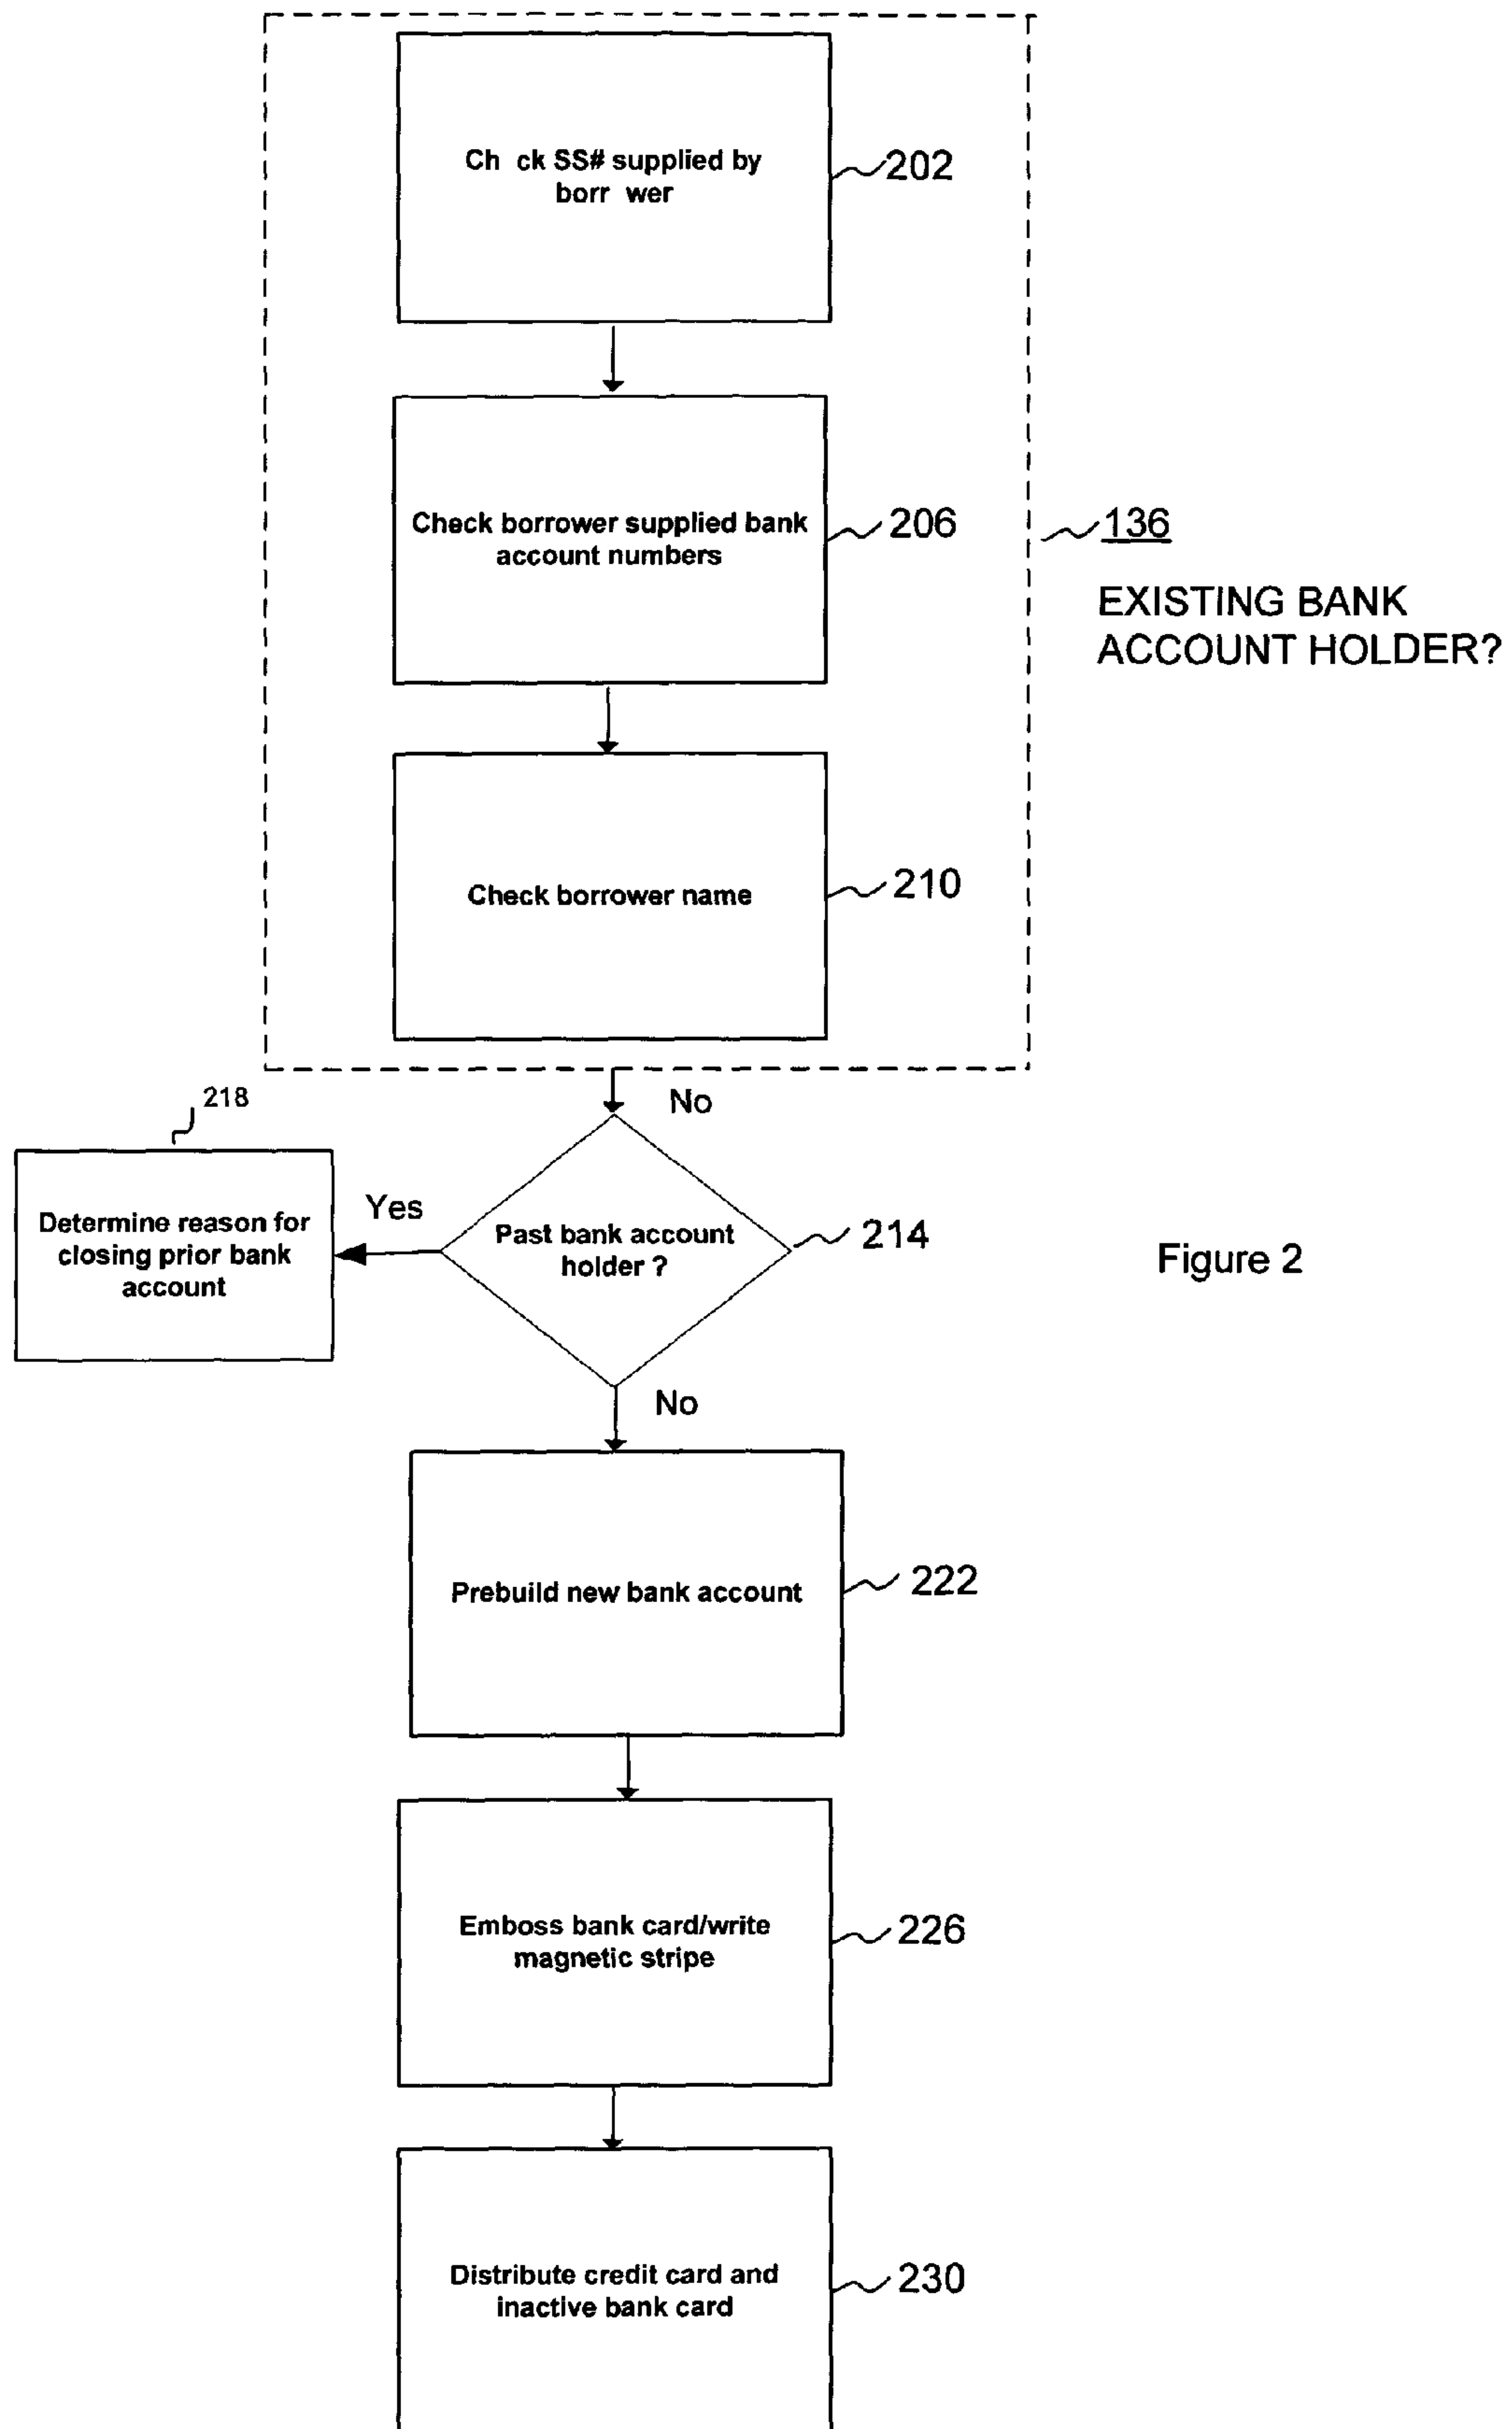 Ch ck SS# supplied by
borr wer
202
Check borrower supplied bank
account numbers
206
136
EXISTING BANK
ACCOUNT HOLDER?
Check borrower name
210
No
218
Determine reason for
closing prior bank
account
Yes
Past bank account
holder ?
214
Figure 2
No
Prebuild new bank account
222
Emboss bank card/write
magnetic stripe
226
Distribute credit card and
inactive bank card
230